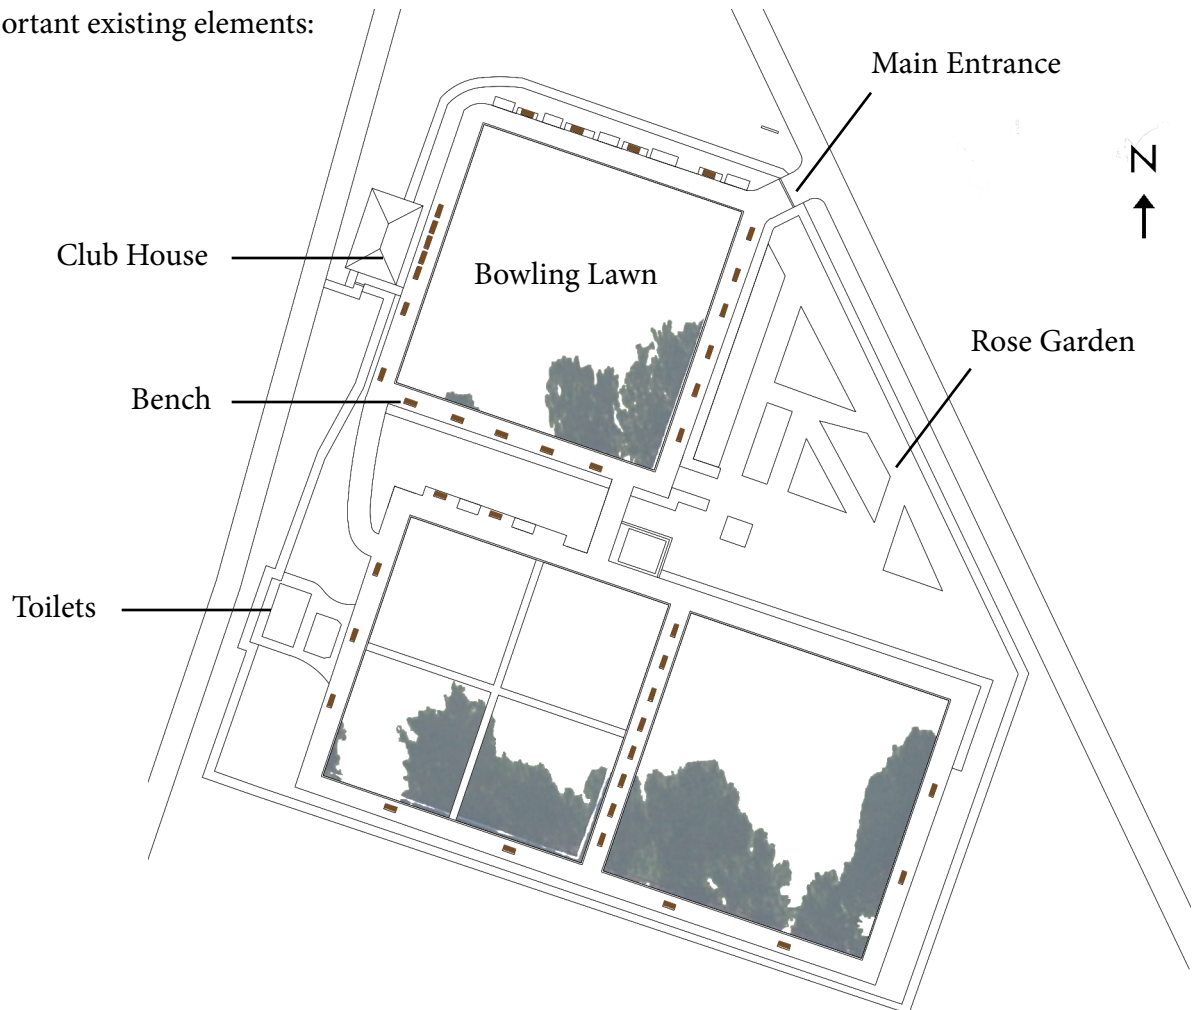 ortant existing elements:
Main Entrance
N
Club House
Bowling Lawn
Rose Garden
Bench
Toilets